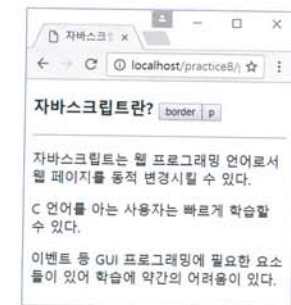 자바스크립
localhost/practice8/
자바스크립트란? border p
자바스크립트는 웹 프로그래밍 언어로서
웹 페이지를 동적 변경시킬 수 있다.
C 언어를 아는 사용자는 빠르게 학습할
수 있다.
이벤트 등 GUI 프로그래밍에 필요한 요소
들이 있어 학습에 약간의 어려움이 있다.